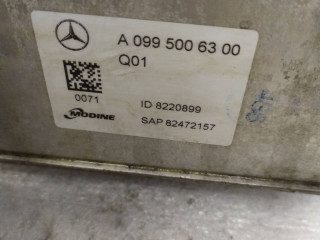 A 099 500 63 00
Q01
0071
ID 8220899
MODINE
SAP 82472157